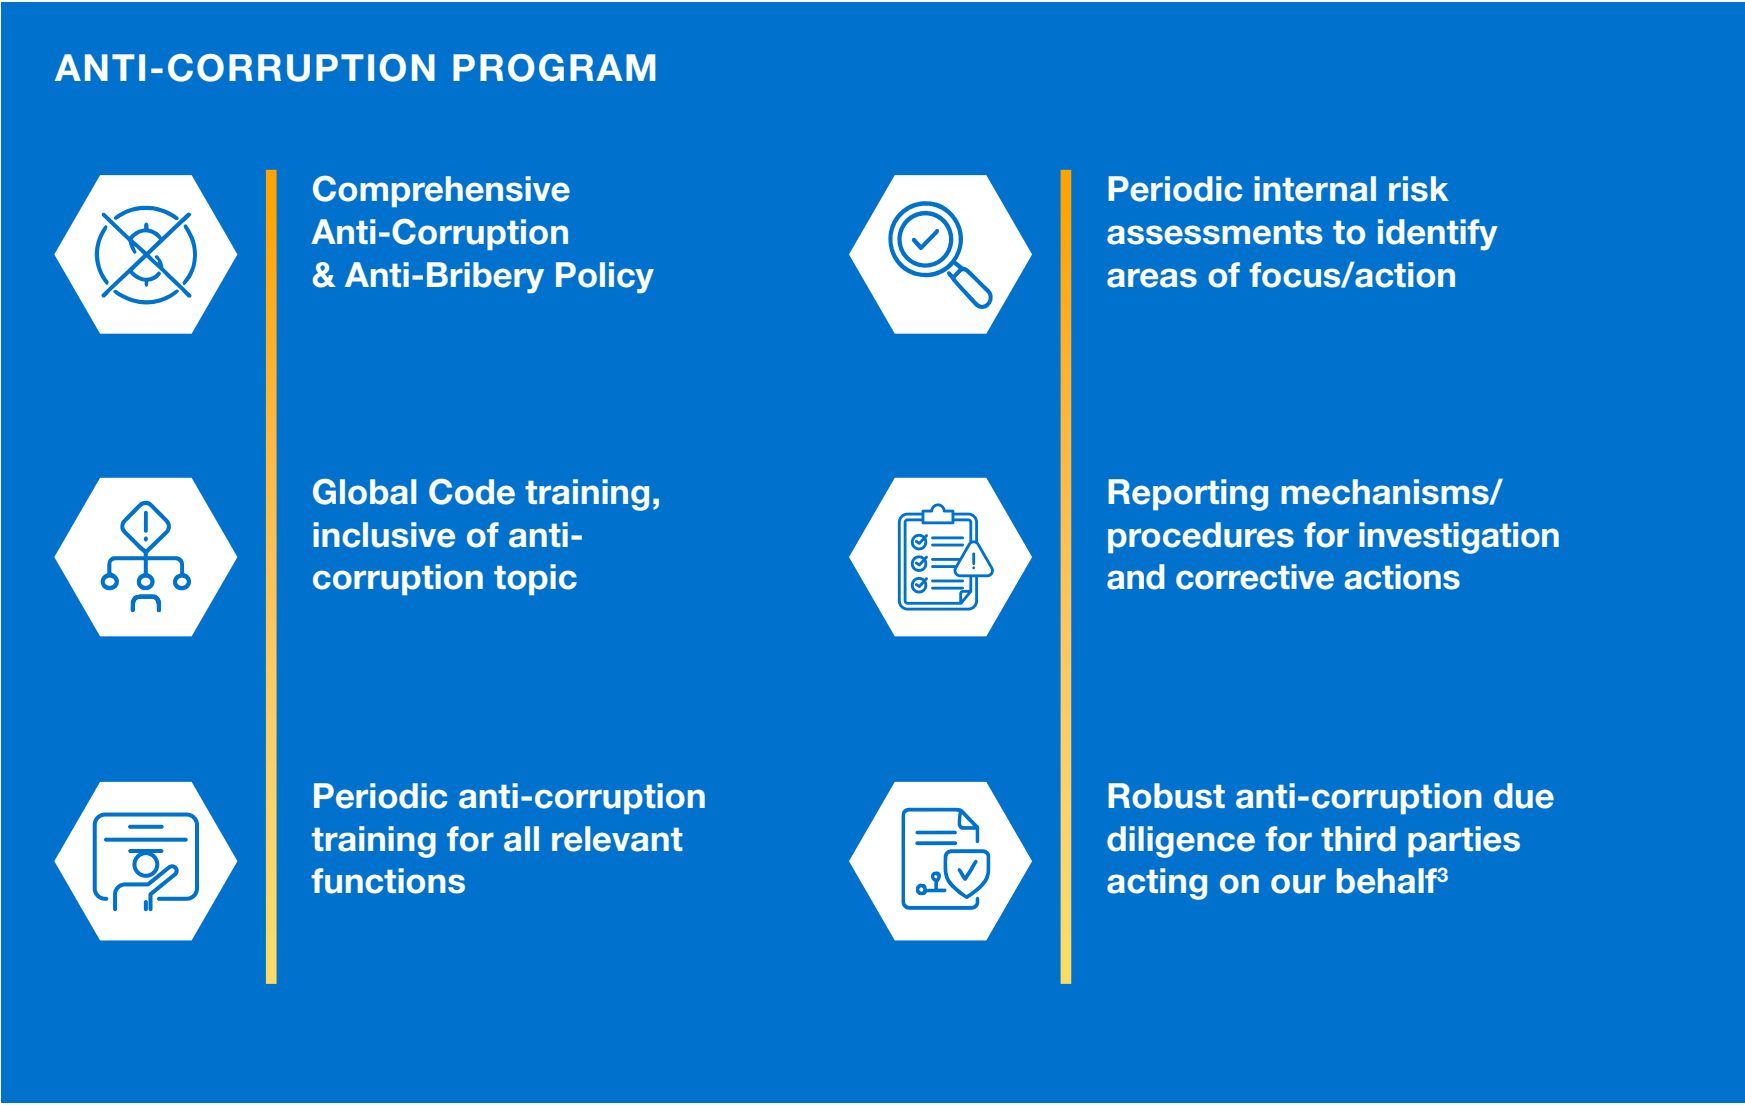 ANTI-CORRUPTION PROGRAM
Comprehensive
Anti-Corruption
& Anti-Bribery Policy
Global Code training,
inclusive of anti-
corruption topic
Periodic anti-corruption
training for all relevant
functions
Periodic internal risk
assessments to identify
areas of focus/action
Reporting mechanisms/
procedures for investigation
and corrective actions
Robust anti-corruption due
diligence for third parties
acting on our behalf³